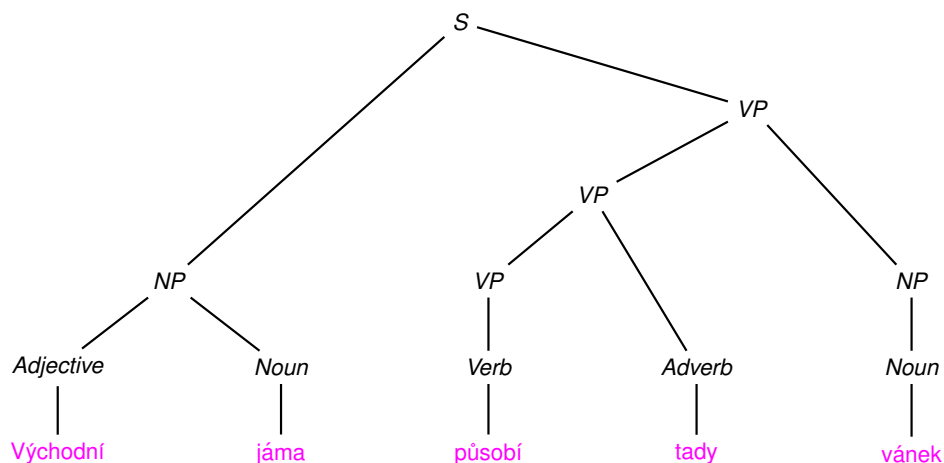 S
VP
VP
NP VP NP
Adjective Noun Verb Adverb Noun
Východní jáma působí tady vánek